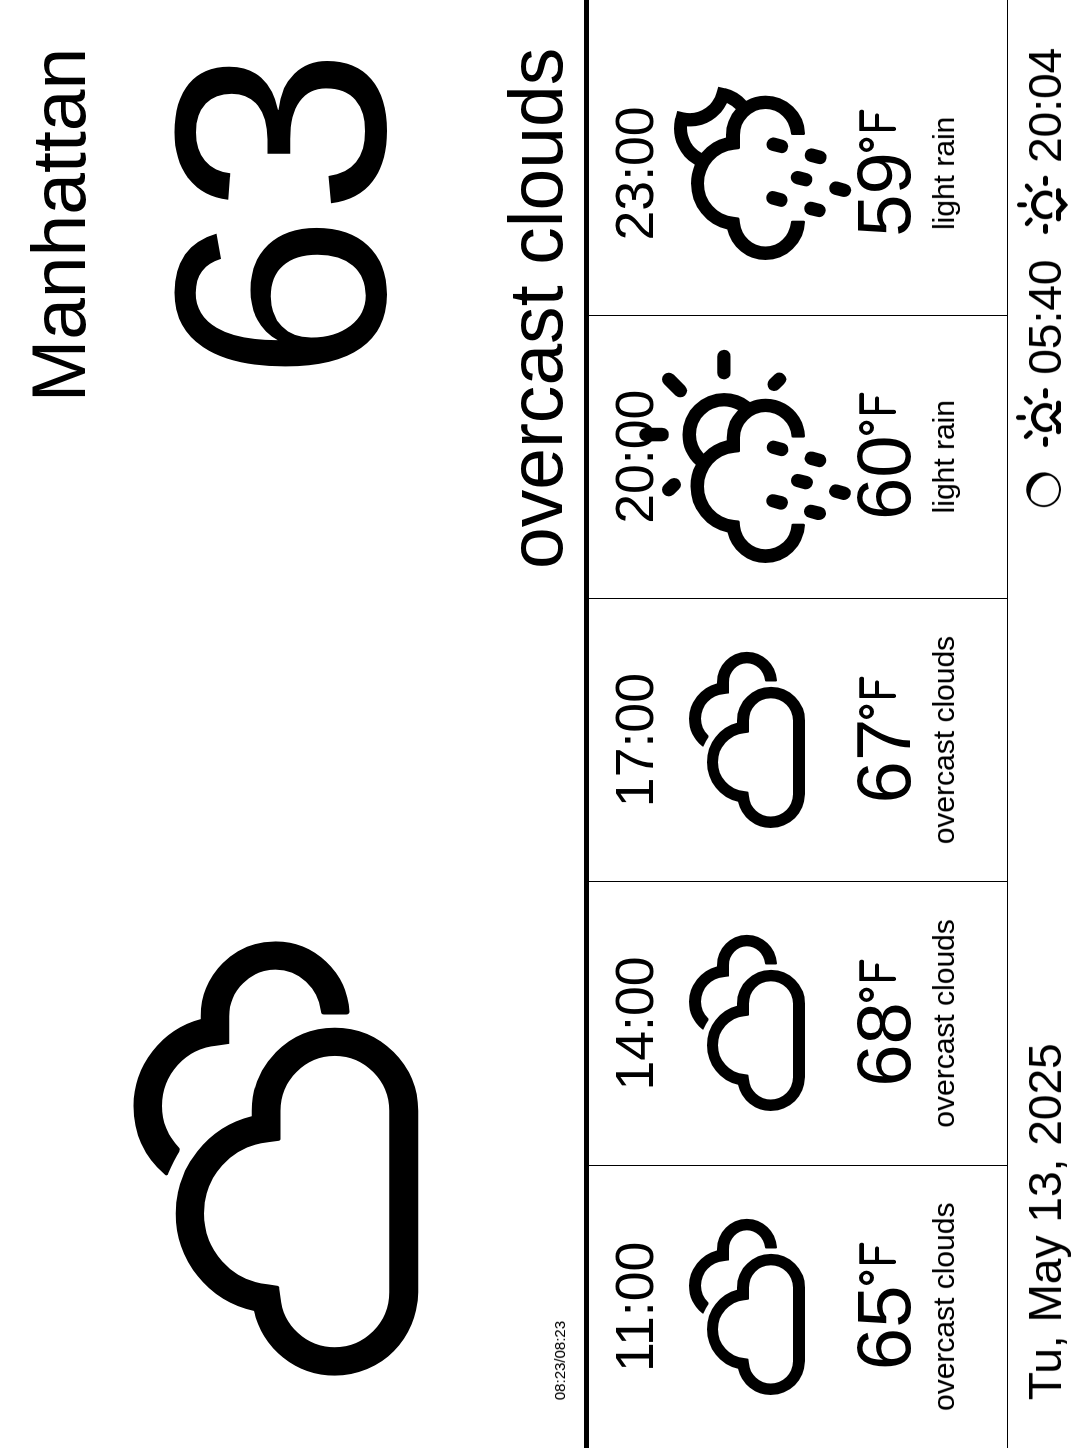 Manhattan
63
overcast clouds
08:23/08:23
11:00 14:00 17:00 20:00 23:00
65°F 68°F 67°F 60°F 59°F
overcast clouds overcast clouds overcast clouds light rain light rain
Tu, May 13, 2025 05:40 20:04